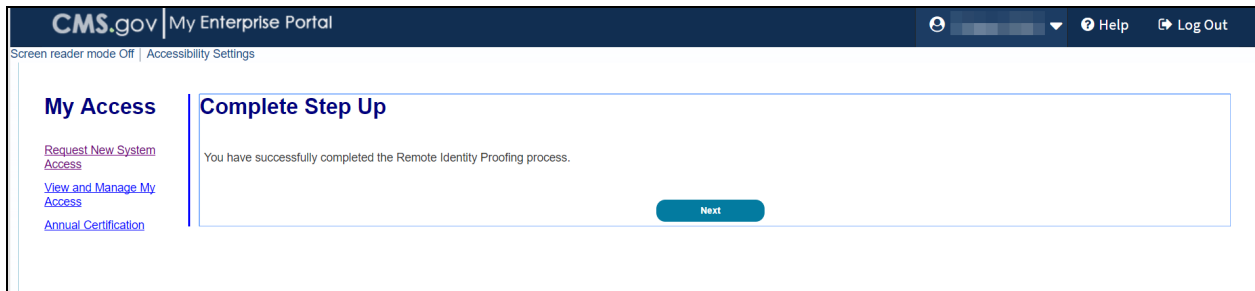 CMS.gov My Enterprise Portal
Help
Log Out
Screen reader mode Off | Accessibility Settings
My Access
Request New System
Access
View and Manage My
Access
Annual Certification
Complete Step Up
You have successfully completed the Remote Identity Proofing process.
Next